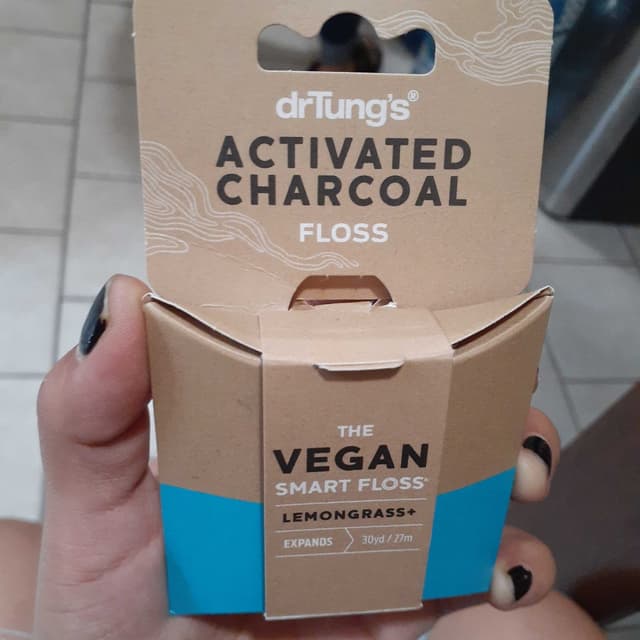 drTung's®
ACTIVATED
CHARCOAL
FLOSS
THE
VEGAN
SMART FLOSS®
LEMONGRASS+
EXPANDS 30yd / 27m